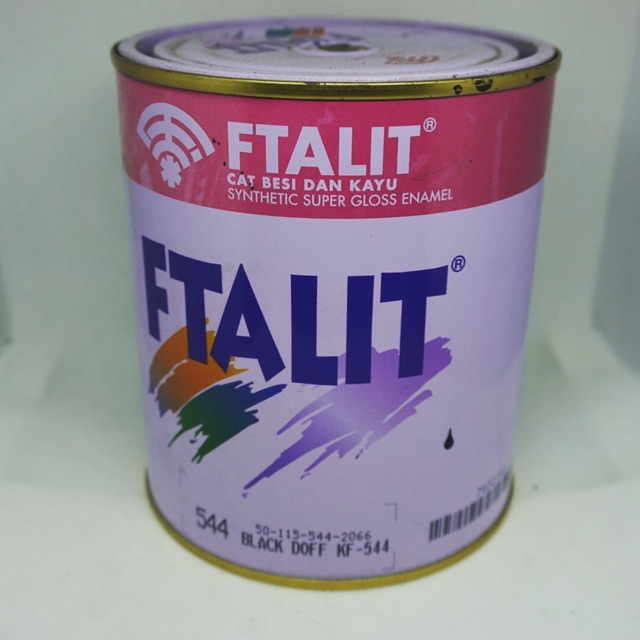 FTALIT®
CAT BESI DAN KAYU
SYNTHETIC SUPER GLOSS ENAMEL
FTALIT®
544
50-115-544-2066
BLACK DOFF KF-544